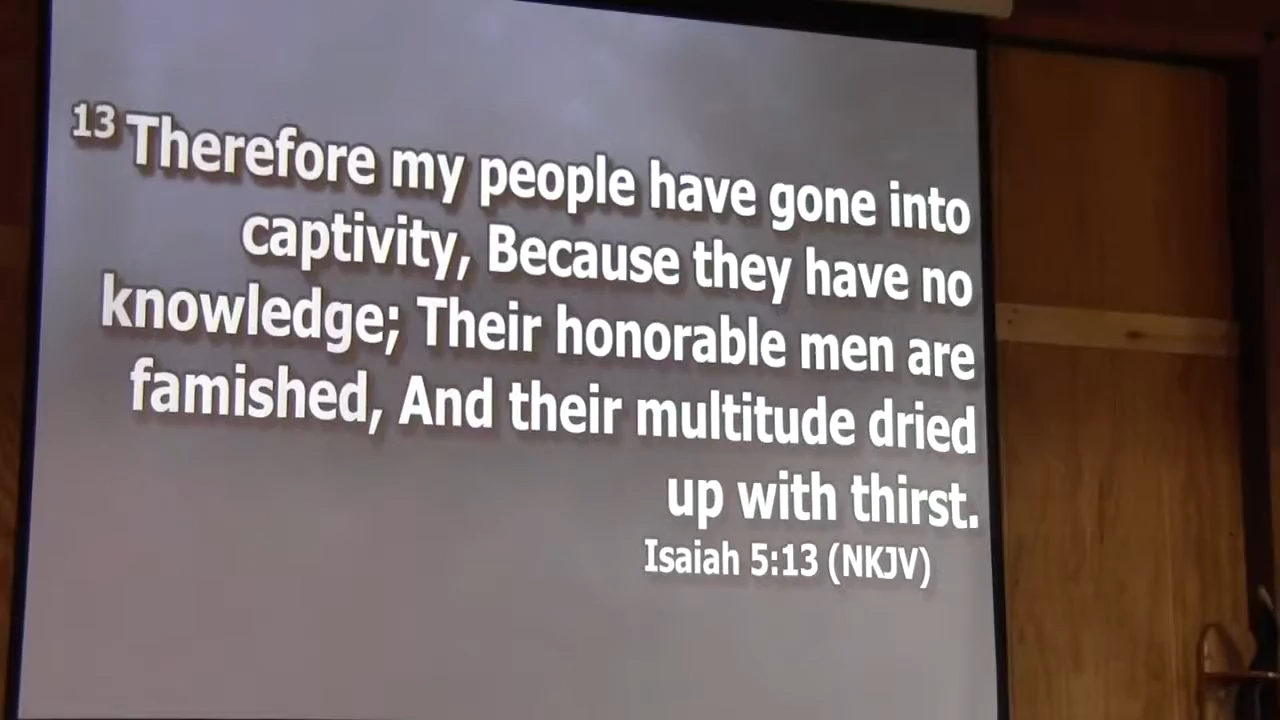 13 Therefore my people have gone into
captivity, Because they have no
knowledge; Their honorable men are
famished, And their multitude dried
up with thirst.
Isaiah 5:13 (NKJV)